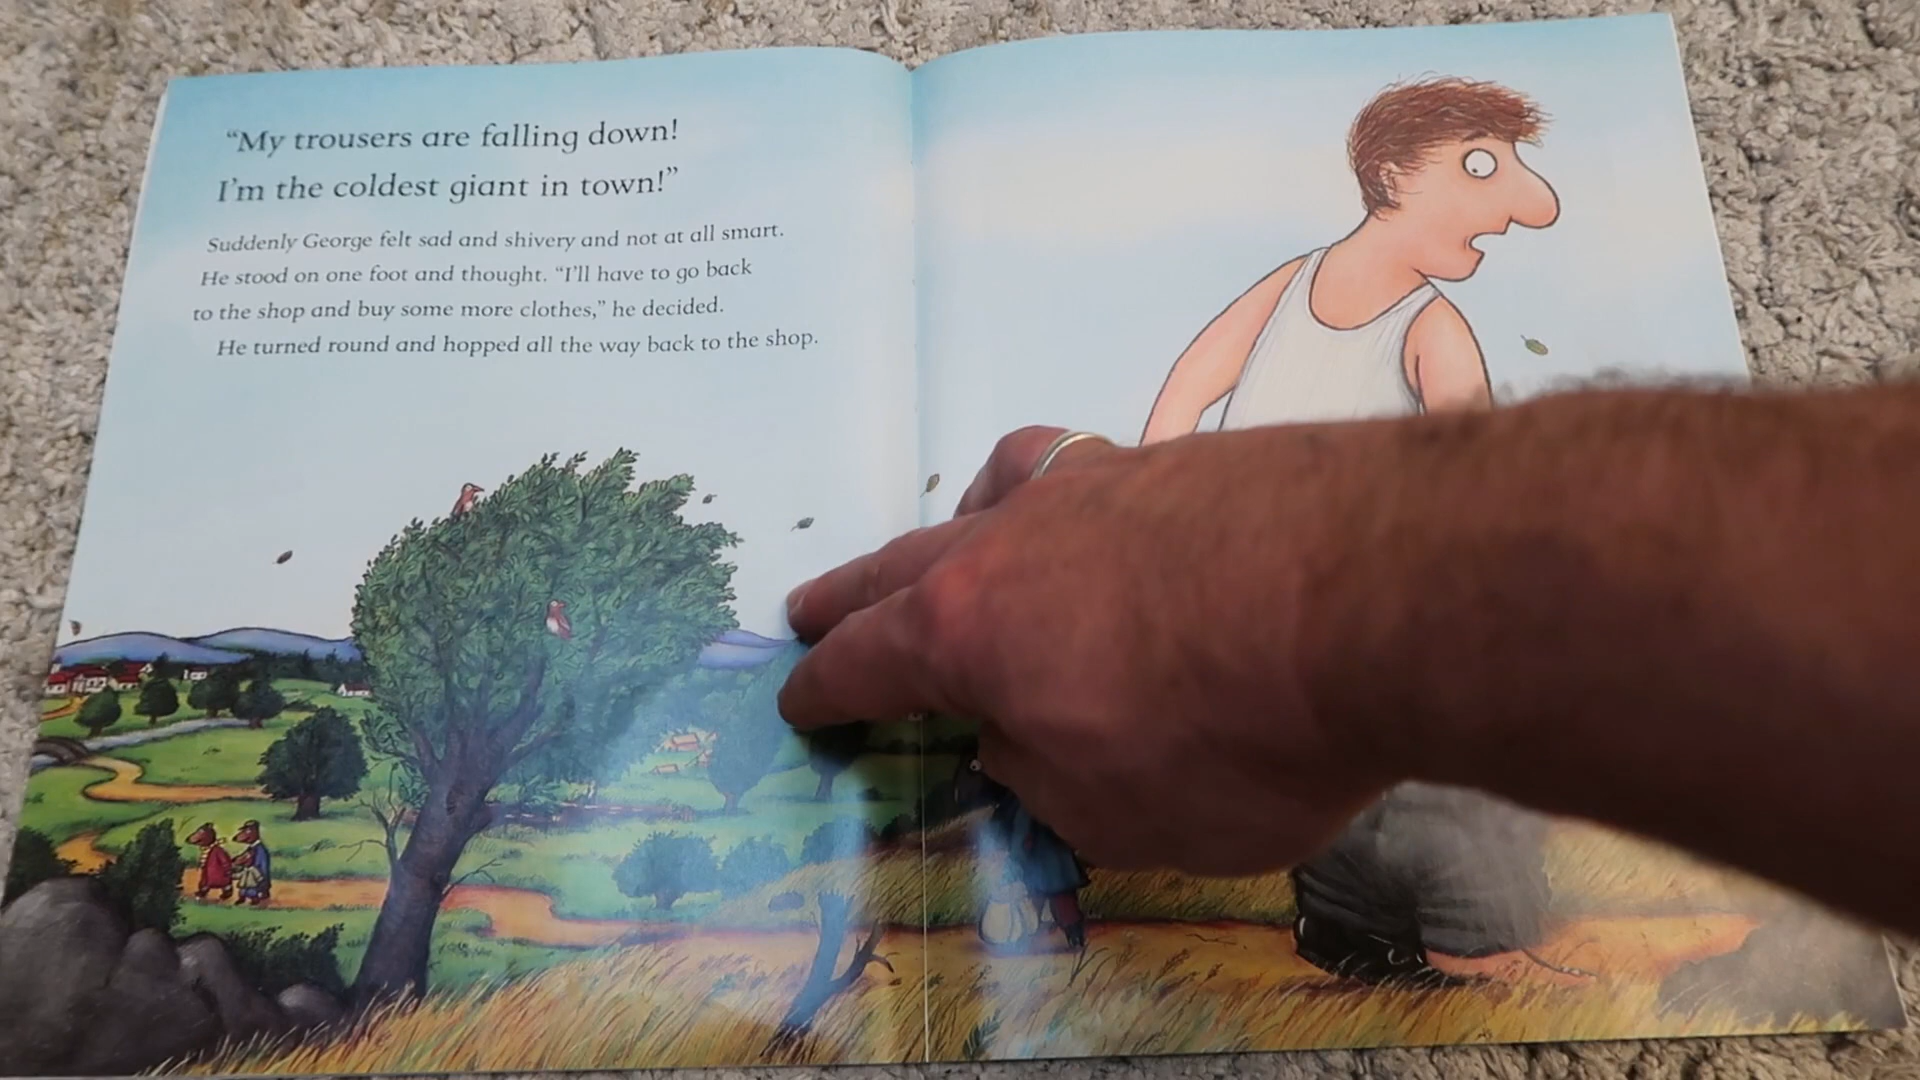 “My trousers are falling down!
I’m the coldest giant in town!”
Suddenly George felt sad and shivery and not at all smart.
He stood on one foot and thought. “I’ll have to go back
to the shop and buy some more clothes,” he decided.
He turned round and hopped all the way back to the shop.